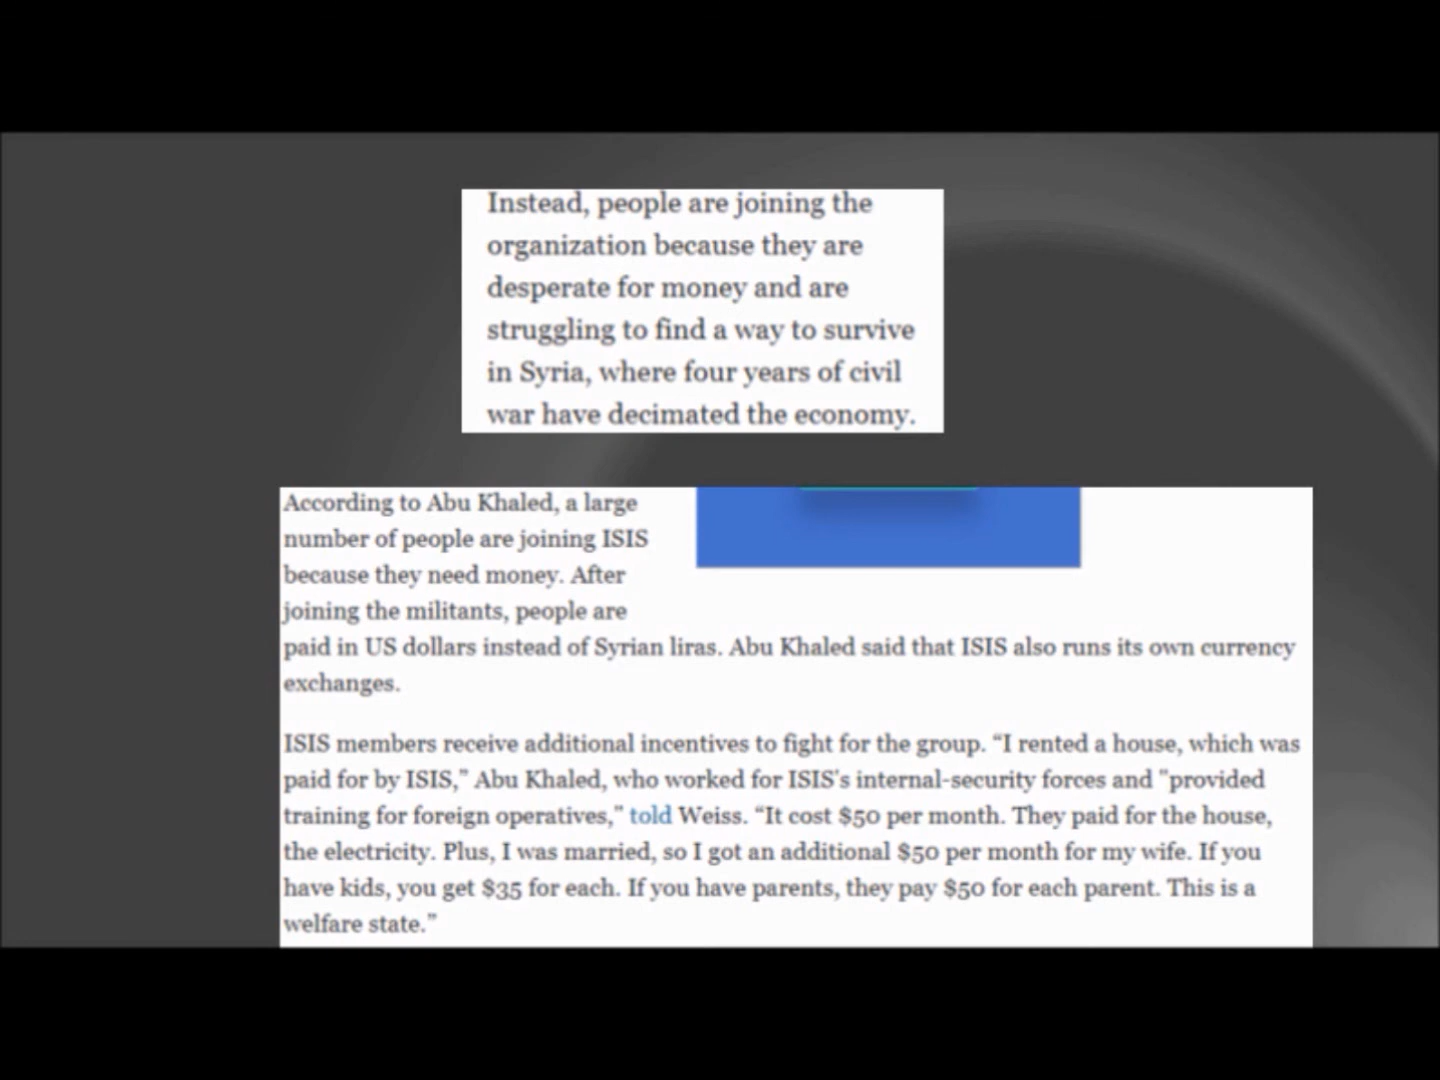 Instead, people are joining the
organization because they are
desperate for money and are
struggling to find a way to survive
in Syria, where four years of civil
war have decimated the economy.
According to Abu Khaled, a large
number of people are joining ISIS
because they need money. After
joining the militants, people are
paid in US dollars instead of Syrian liras. Abu Khaled said that ISIS also runs its own currency
exchanges.
ISIS members receive additional incentives to fight for the group. “I rented a house, which was
paid for by ISIS,” Abu Khaled, who worked for ISIS's internal-security forces and "provided
training for foreign operatives,” told Weiss. “It cost $50 per month. They paid for the house,
the electricity. Plus, I was married, so I got an additional $50 per month for my wife. If you
have kids, you get $35 for each. If you have parents, they pay $50 for each parent. This is a
welfare state.”